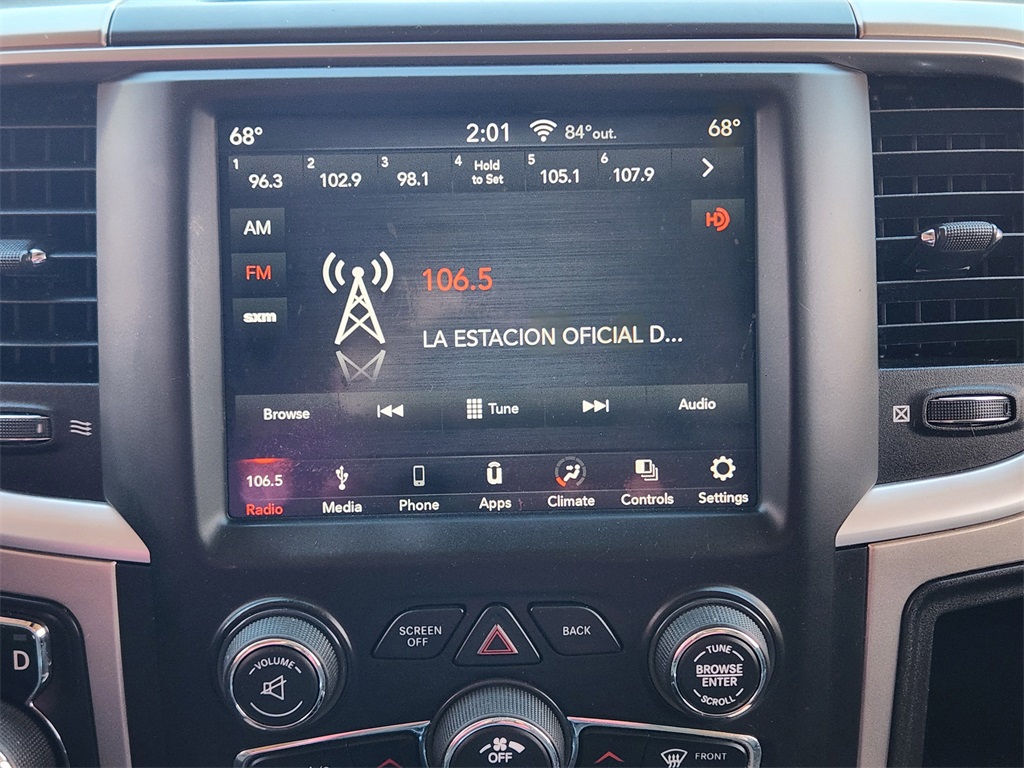 68° 2:01 84°out. 68°
1 96.3 2 102.9 3 98.1 4 Hold to Set 5 105.1 6 107.9
AM
HD
FM
106.5
sxm
LA ESTACION OFICIAL D...
Browse Tune Audio
106.5
Radio Media Phone Apps Climate Controls Settings
D
VOLUME
SCREEN OFF
BACK
TUNE
BROWSE
ENTER
SCROLL
OFF
FRONT